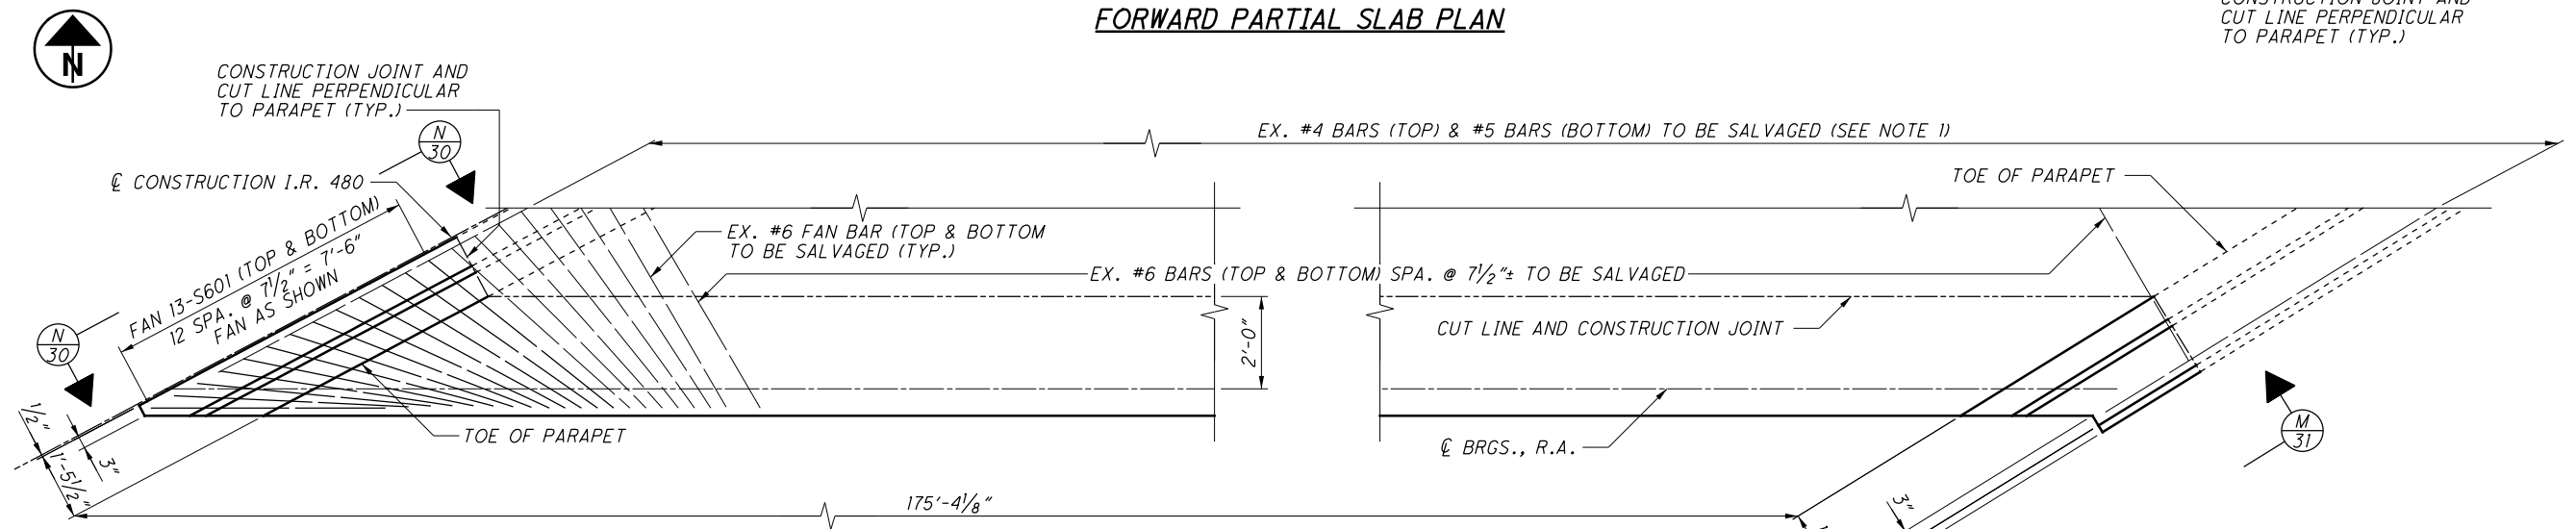 FORWARD PARTIAL SLAB PLAN
CONSTRUCTION JOINT AND
CUT LINE PERPENDICULAR
TO PARAPET (TYP.)
N
CONSTRUCTION JOINT AND
CUT LINE PERPENDICULAR
TO PARAPET (TYP.)
N
30
EX. #4 BARS (TOP) & #5 BARS (BOTTOM) TO BE SALVAGED (SEE NOTE 1)
℄ CONSTRUCTION I.R. 480
TOE OF PARAPET
FAN 13-S601 (TOP & BOTTOM)
12 SPA. @ 7½" = 7'-6"
FAN AS SHOWN
EX. #6 FAN BAR (TOP & BOTTOM
TO BE SALVAGED (TYP.)
EX. #6 BARS (TOP & BOTTOM) SPA. @ 7½"± TO BE SALVAGED
N
30
CUT LINE AND CONSTRUCTION JOINT
2'-0"
TOE OF PARAPET
℄ BRGS., R.A.
M
31
½"
3"
1'-5½"
175'-4⅛"
3"